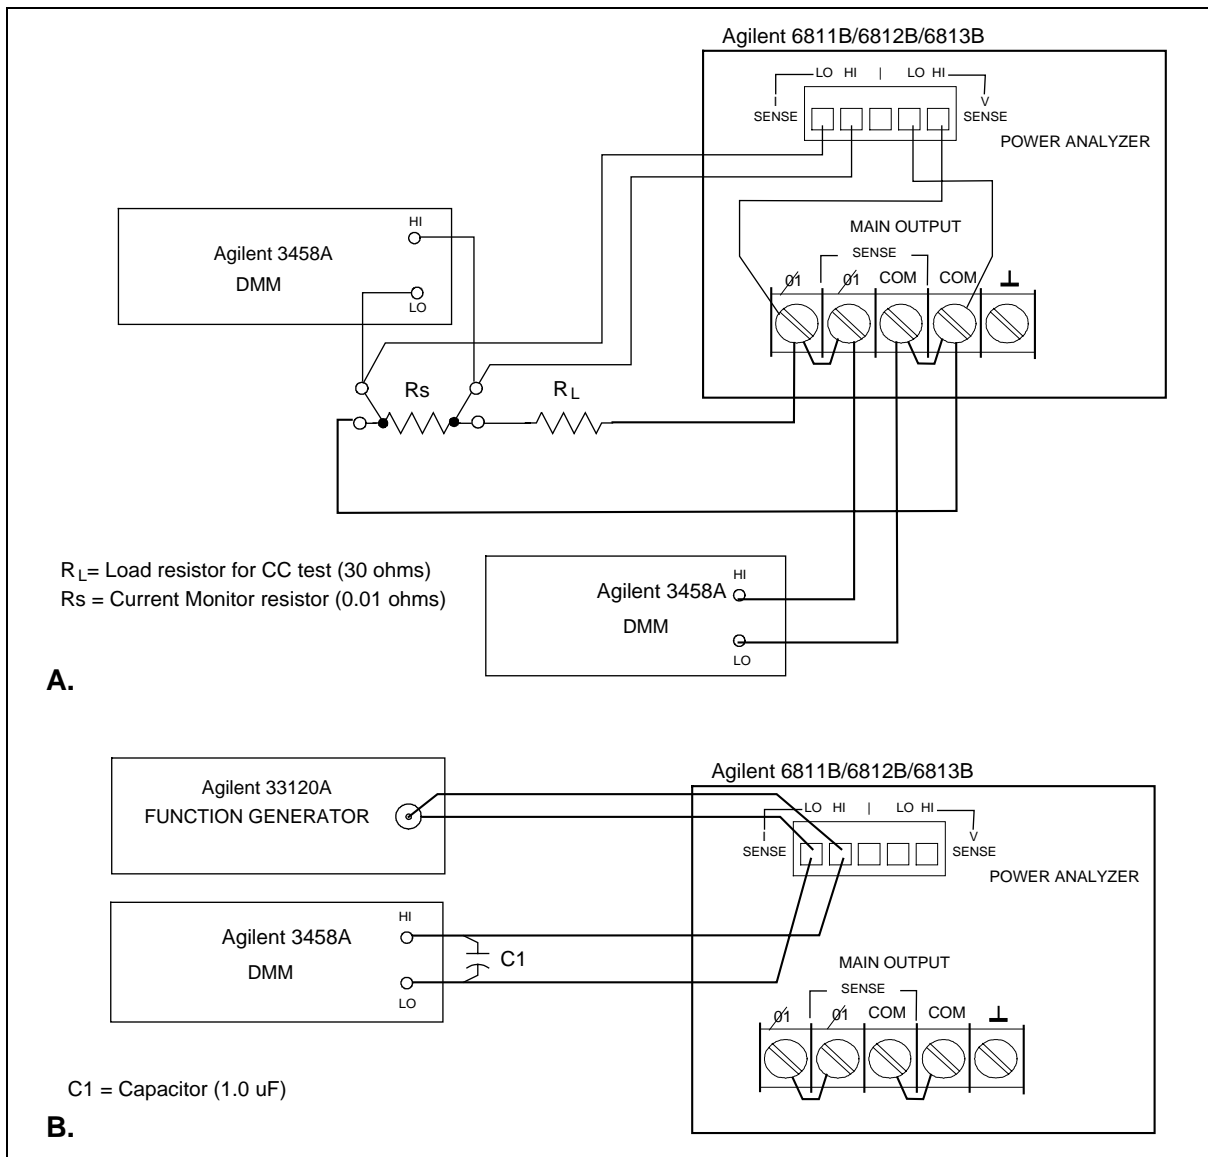 Agilent 6811B/6812B/6813B
LO HI | LO HI
I SENSE
V SENSE
POWER ANALYZER
HI
Agilent 3458A
DMM
LO
MAIN OUTPUT
SENSE
01 01 COM COM
Rs
RL
RL= Load resistor for CC test (30 ohms)
Rs = Current Monitor resistor (0.01 ohms)
HI
Agilent 3458A
DMM
LO
A.
Agilent 33120A
FUNCTION GENERATOR
Agilent 6811B/6812B/6813B
LO HI | LO HI
I SENSE
V SENSE
POWER ANALYZER
HI
Agilent 3458A
DMM
LO
C1
MAIN OUTPUT
SENSE
01 01 COM COM
C1 = Capacitor (1.0 uF)
B.